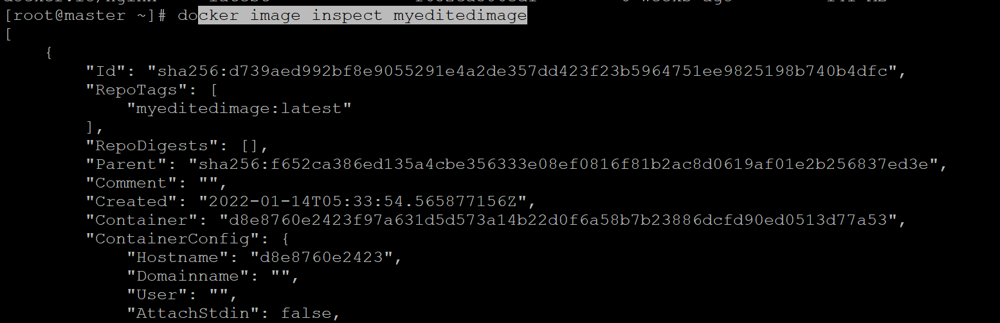 [root@master ~]# docker image inspect myeditedimage
[
    {
        "Id": "sha256:d739aed992bf8e9055291e4a2de357dd423f23b5964751ee9825198b740b4dfc",
        "RepoTags": [
            "myeditedimage:latest"
        ],
        "RepoDigests": [],
        "Parent": "sha256:f652ca386ed135a4cbe356333e08ef0816f81b2ac8d0619af01e2b256837ed3e",
        "Comment": "",
        "Created": "2022-01-14T05:33:54.565877156Z",
        "Container": "d8e8760e2423f97a631d5d573a14b22d0f6a58b7b23886dcfd90ed0513d77a53",
        "ContainerConfig": {
            "Hostname": "d8e8760e2423",
            "Domainname": "",
            "User": "",
            "AttachStdin": false,